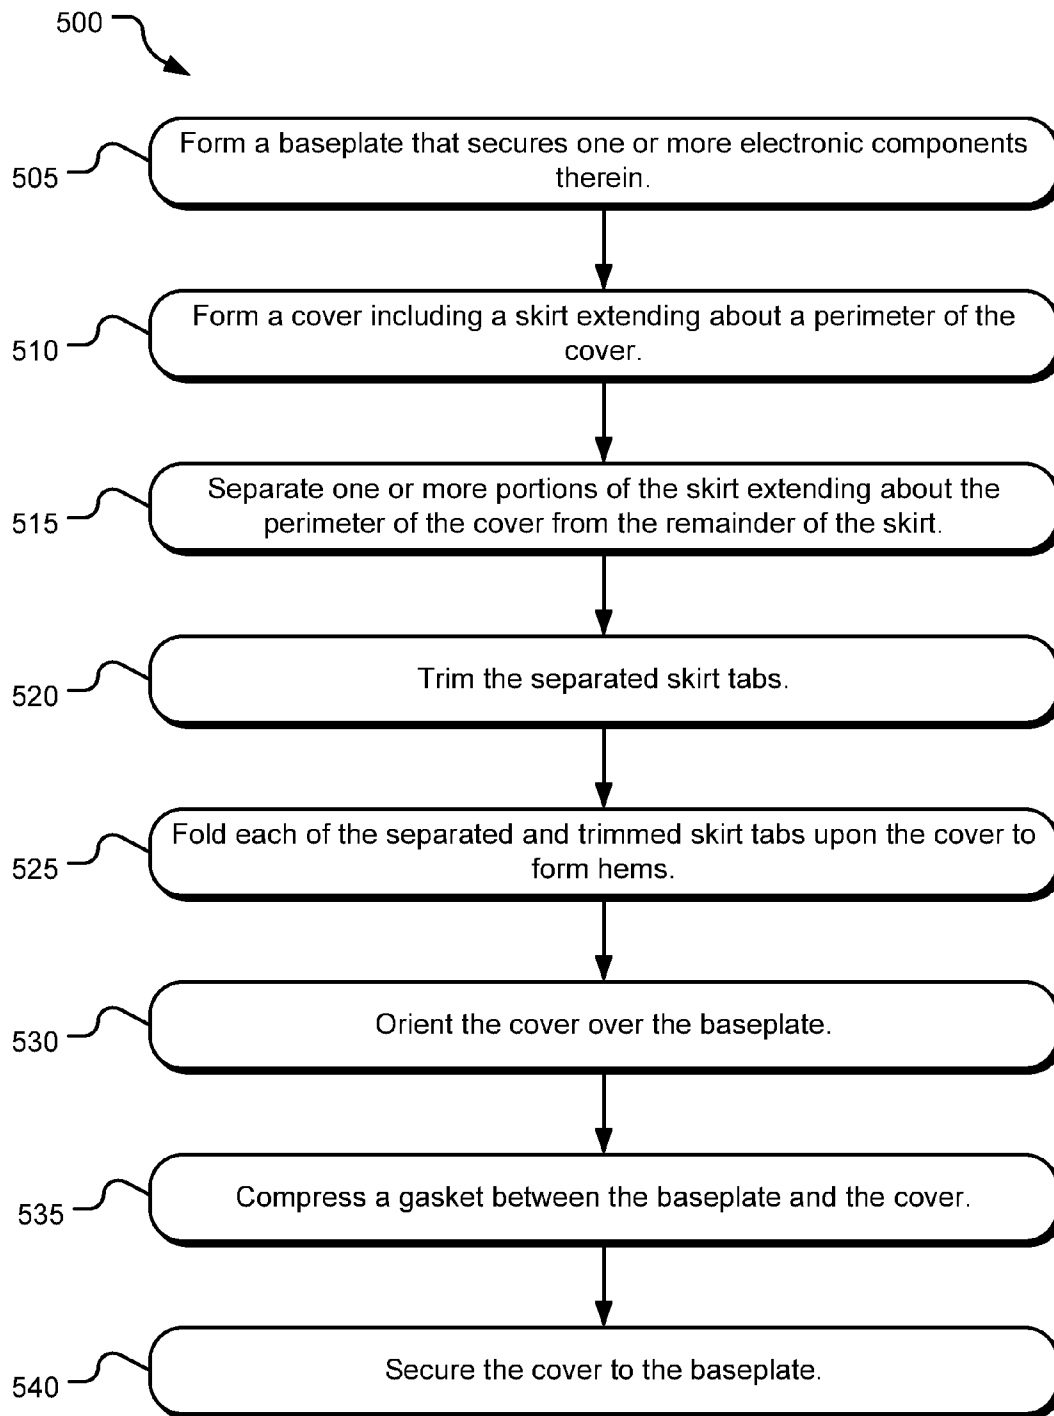 500
Form a baseplate that secures one or more electronic components
therein.
505
Form a cover including a skirt extending about a perimeter of the
cover.
510
Separate one or more portions of the skirt extending about the
perimeter of the cover from the remainder of the skirt.
515
Trim the separated skirt tabs.
520
Fold each of the separated and trimmed skirt tabs upon the cover to
form hems.
525
Orient the cover over the baseplate.
530
Compress a gasket between the baseplate and the cover.
535
Secure the cover to the baseplate.
540